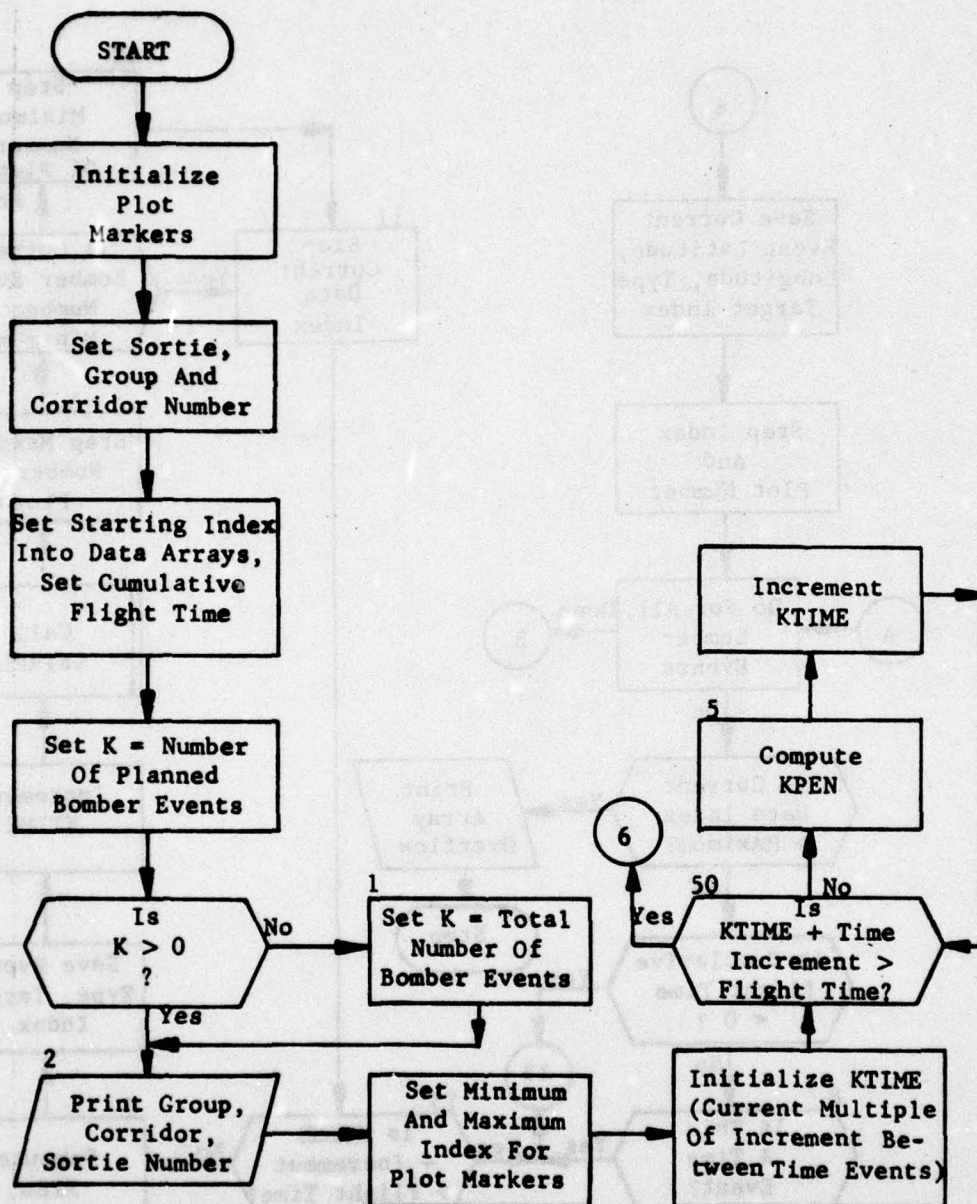 START
Initialize
Plot
Markers
Set Sortie,
Group And
Corridor Number
Set Starting Index
Into Data Arrays,
Set Cumulative
Flight Time
Set K = Number
Of Planned
Bomber Events
Is
K > 0
?
No
Yes
1
Set K = Total
Number Of
Bomber Events
2
Print Group,
Corridor,
Sortie Number
Set Minimum
And Maximum
Index For
Plot Markers
Initialize KTIME
(Current Multiple
Of Increment Be-
tween Time Events)
50
Is
KTIME + Time
Increment >
Flight Time?
Yes
6
No
5
Compute
KPEN
Increment
KTIME